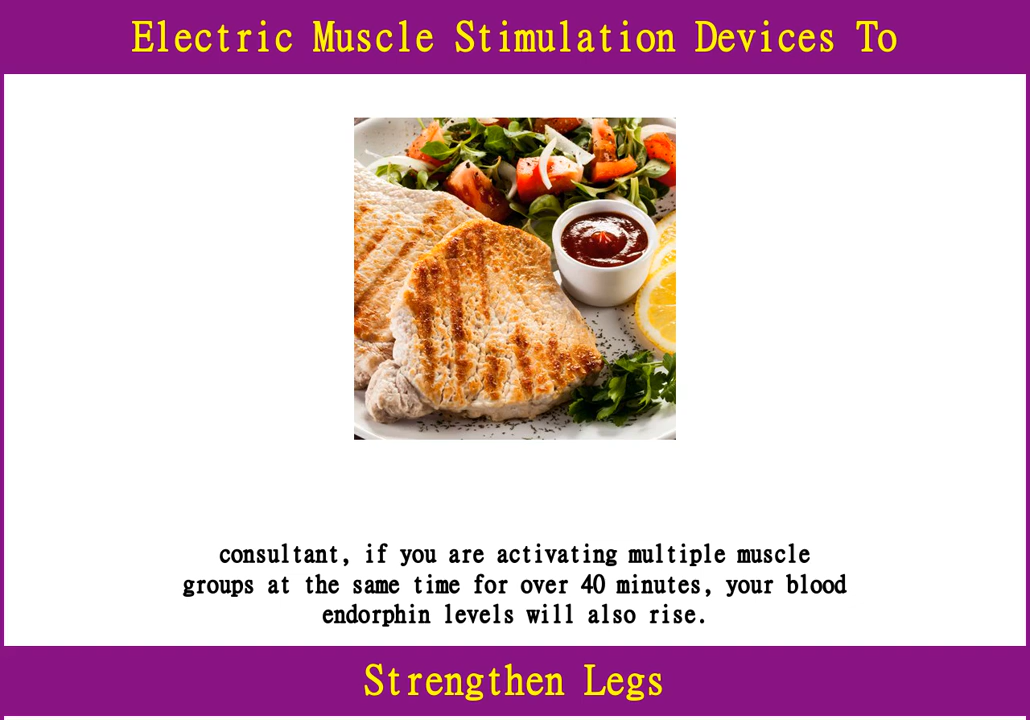 Electric Muscle Stimulation Devices To
consultant, if you are activating multiple muscle
groups at the same time for over 40 minutes, your blood
endorphin levels will also rise.
Strengthen Legs